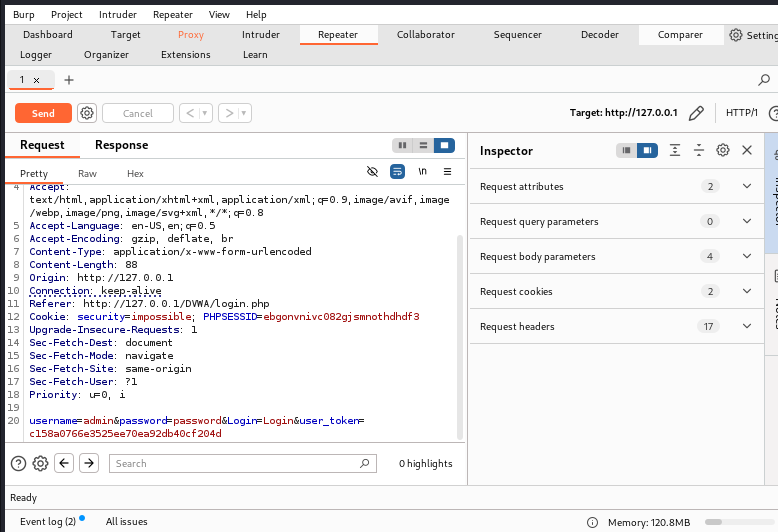 Burp Project Intruder Repeater View Help
Dashboard Target Proxy Intruder Repeater Collaborator Sequencer Decoder Comparer Settin
Logger Organizer Extensions Learn
1 × +
Send Cancel < > Target: http://127.0.0.1 HTTP/1
Request Response
Inspector
Pretty Raw Hex \n
4 Accept:
text/html,application/xhtml+xml,application/xml;q=0.9,image/avif,image
/webp,image/png,image/svg+xml,*/*;q=0.8
5 Accept-Language: en-US,en;q=0.5
6 Accept-Encoding: gzip, deflate, br
7 Content-Type: application/x-www-form-urlencoded
8 Content-Length: 88
9 Origin: http://127.0.0.1
10 Connection: keep-alive
11 Referer: http://127.0.0.1/DVWA/login.php
12 Cookie: security=impossible; PHPSESSID=ebgonvnivc082gjsmnothdhdf3
13 Upgrade-Insecure-Requests: 1
14 Sec-Fetch-Dest: document
15 Sec-Fetch-Mode: navigate
16 Sec-Fetch-Site: same-origin
17 Sec-Fetch-User: ?1
18 Priority: u=0, i
19
20 username=admin&password=password&Login=Login&user_token=
c158a0766e3525ee70ea92db40cf204d
Request attributes 2
Request query parameters 0
Request body parameters 4
Request cookies 2
Request headers 17
Search 0 highlights
Ready
Event log (2) All issues Memory: 120.8MB